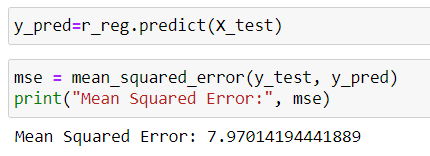 y_pred=r_reg.predict(X_test)
mse = mean_squared_error(y_test, y_pred)
print("Mean Squared Error:", mse)
Mean Squared Error: 7.97014194441889